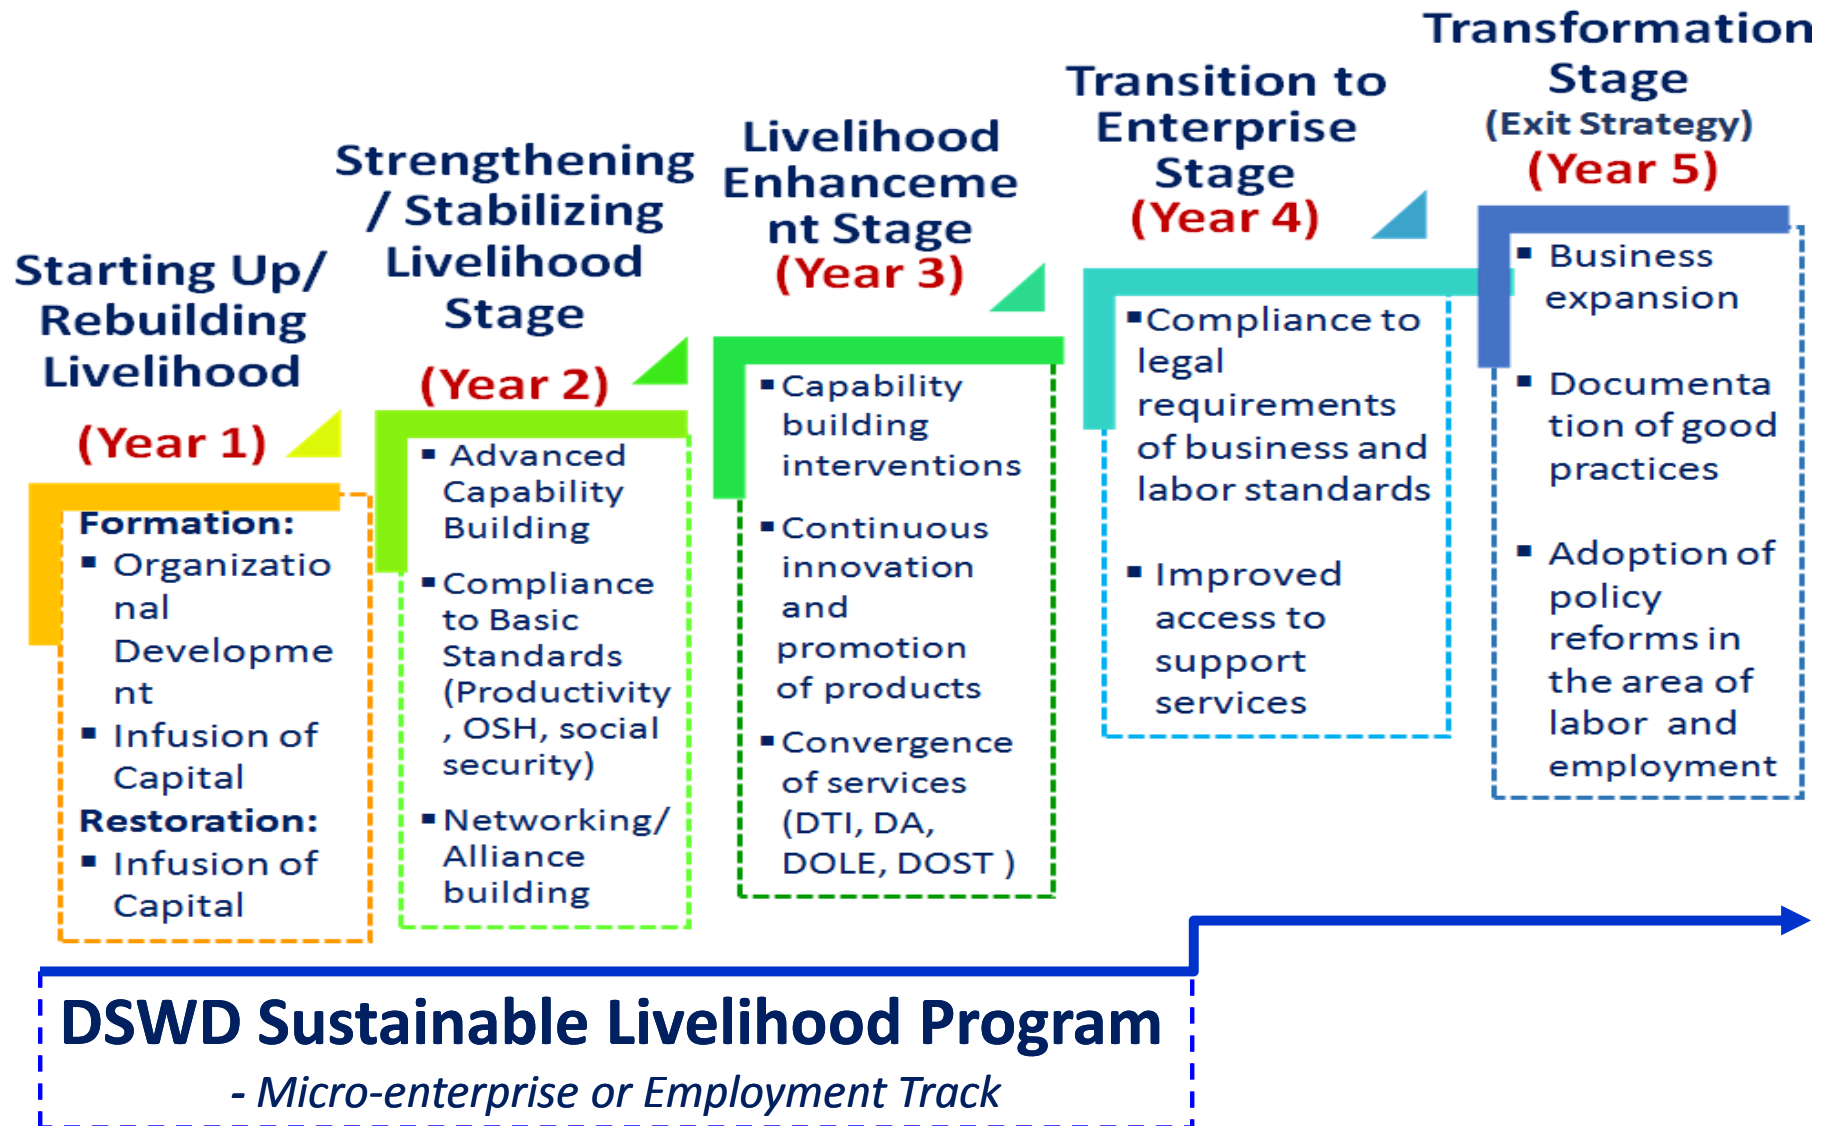 Starting Up/
Rebuilding
Livelihood
(Year 1)
Formation:
▪ Organizatio
nal
Developme
nt
▪ Infusion of
Capital
Restoration:
▪ Infusion of
Capital
Strengthening
/ Stabilizing
Livelihood
Stage
(Year 2)
▪ Advanced
Capability
Building
▪ Compliance
to Basic
Standards
(Productivity
, OSH, social
security)
▪ Networking/
Alliance
building
Livelihood
Enhanceme
nt Stage
(Year 3)
▪ Capability
building
interventions
▪ Continuous
innovation
and
promotion
of products
▪ Convergence
of services
(DTI, DA,
DOLE, DOST )
Transition to
Enterprise
Stage
(Year 4)
▪ Compliance to
legal
requirements
of business and
labor standards
▪ Improved
access to
support
services
Transformation
Stage
(Exit Strategy)
(Year 5)
▪ Business
expansion
▪ Documenta
tion of good
practices
▪ Adoption of
policy
reforms in
the area of
labor and
employment
DSWD Sustainable Livelihood Program
- Micro-enterprise or Employment Track